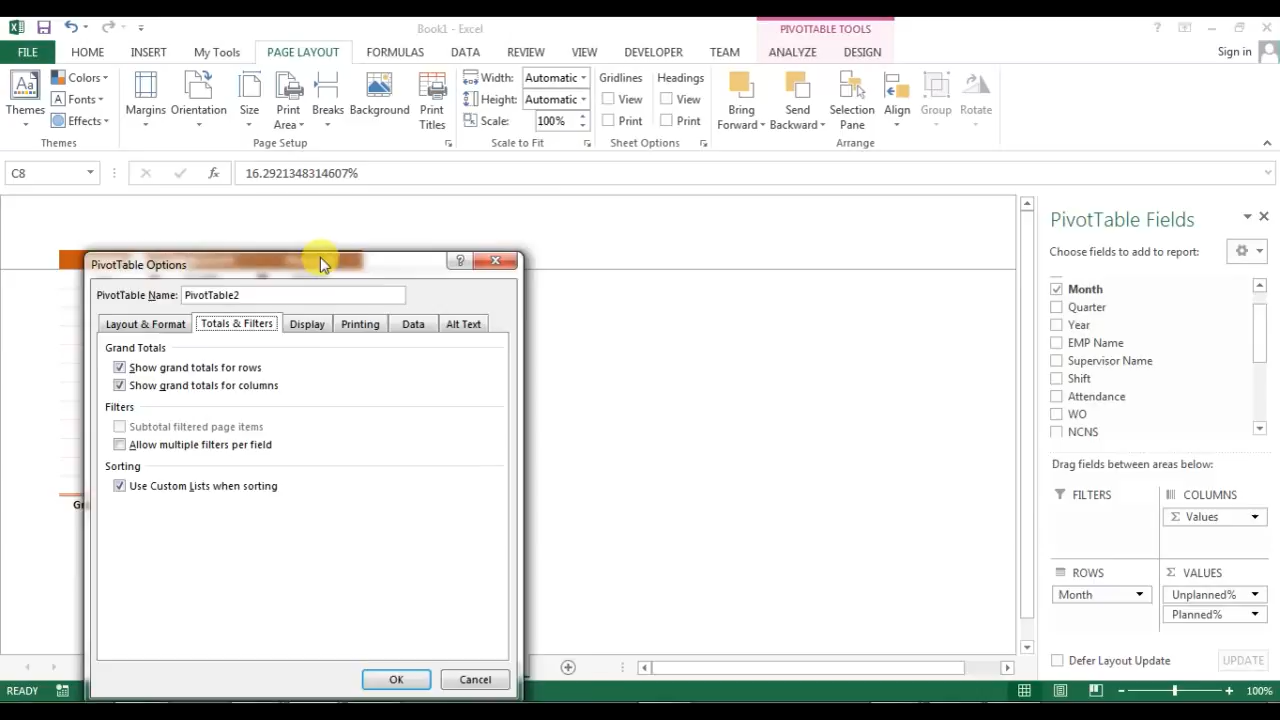 Book1 - Excel
PIVOTTABLE TOOLS
FILE HOME INSERT My Tools PAGE LAYOUT FORMULAS DATA REVIEW VIEW DEVELOPER TEAM ANALYZE DESIGN Sign in
Colors Width: Automatic Gridlines Headings
Fonts Height: Automatic View View
Themes Margins Orientation Size Print Breaks Background Print Bring Send Selection Align Group Rotate
Effects Scale: 100% Print Print
Area Titles Forward Backward Pane
Themes Page Setup Scale to Fit Sheet Options Arrange
C8 fx 16.2921348314607%
PivotTable Options
PivotTable Name: PivotTable2
Layout & Format Totals & Filters Display Printing Data Alt Text
Grand Totals
Show grand totals for rows
Show grand totals for columns
Filters
Subtotal filtered page items
Allow multiple filters per field
Sorting
Use Custom Lists when sorting
OK Cancel
PivotTable Fields
Choose fields to add to report:
Month
Quarter
Year
EMP Name
Supervisor Name
Shift
Attendance
WO
NCNS
Drag fields between areas below:
FILTERS COLUMNS
Values
ROWS VALUES
Month Unplanned%
Planned%
Defer Layout Update UPDATE
READY 100%